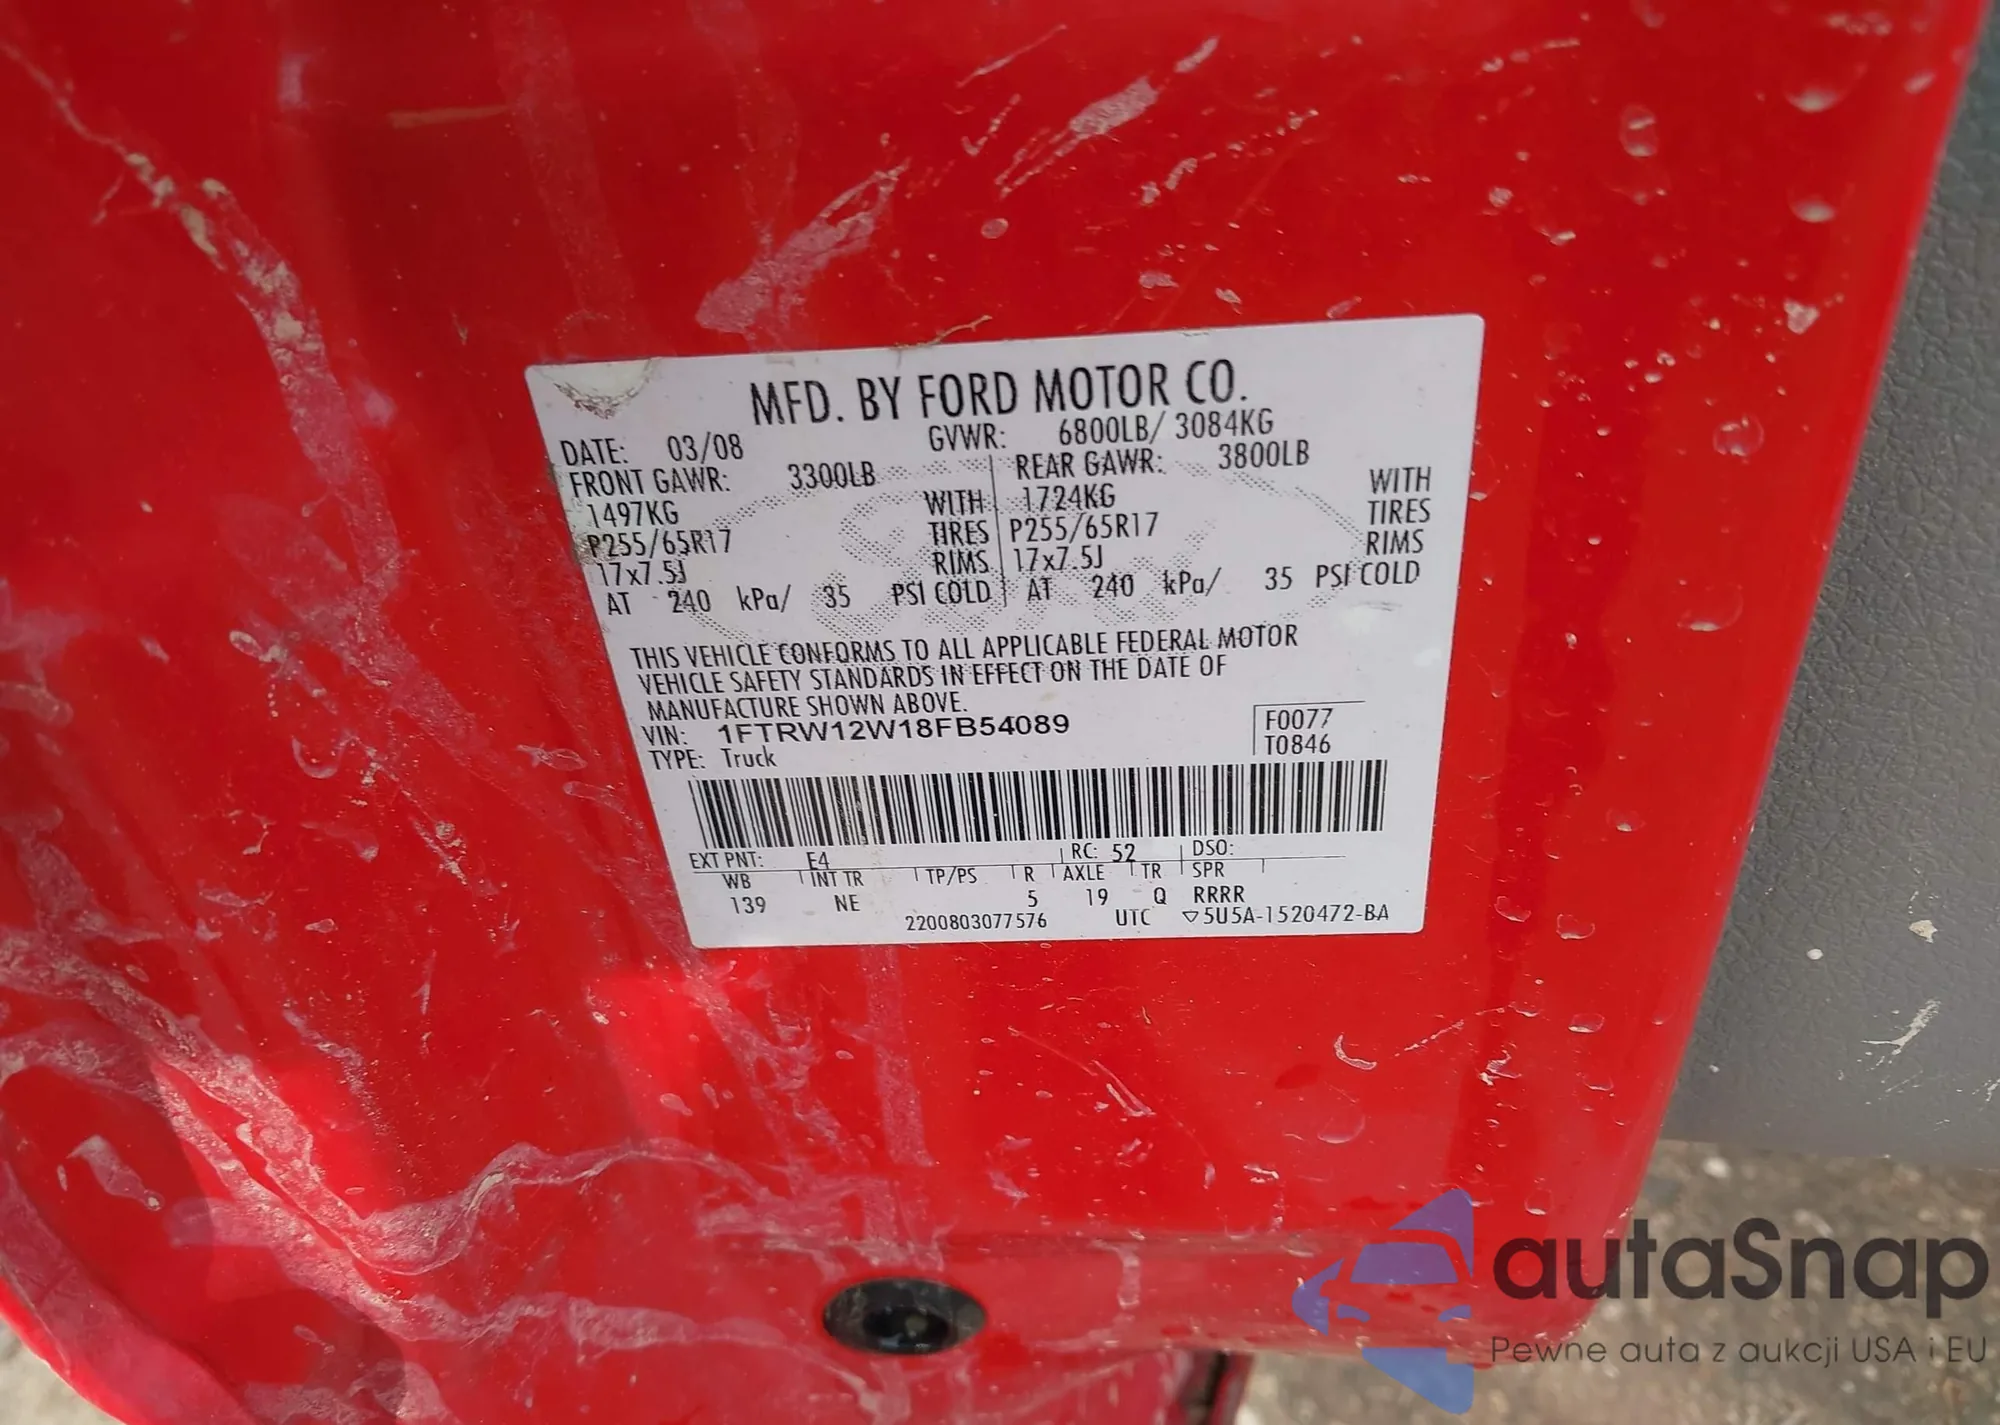 MFD. BY FORD MOTOR CO.
DATE: 03/08 GVWR: 6800LB/ 3084KG
FRONT GAWR: 3300LB REAR GAWR: 3800LB
1497KG WITH 1724KG WITH
P255/65R17 TIRES P255/65R17 TIRES
17x7.5J RIMS 17x7.5J RIMS
AT 240 kPa/ 35 PSI COLD AT 240 kPa/ 35 PSI COLD
THIS VEHICLE CONFORMS TO ALL APPLICABLE FEDERAL MOTOR
VEHICLE SAFETY STANDARDS IN EFFECT ON THE DATE OF
MANUFACTURE SHOWN ABOVE.
VIN: 1FTRW12W18FB54089 F0077
TYPE: Truck T0846
EXT PNT: E4 RC: 52 DSO:
WB INT TR TP/PS R AXLE TR SPR
139 NE 5 19 Q RRRR
2200803077576 UTC ▽5U5A-1520472-BA
autaSnap
Pewne auta z aukcji USA i EU